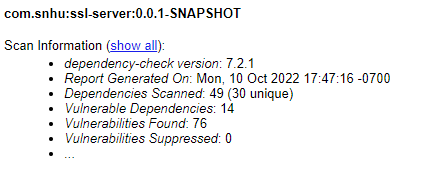 com.snhu:ssl-server:0.0.1-SNAPSHOT
Scan Information (show all):
• dependency-check version: 7.2.1
• Report Generated On: Mon, 10 Oct 2022 17:47:16 -0700
• Dependencies Scanned: 49 (30 unique)
• Vulnerable Dependencies: 14
• Vulnerabilities Found: 76
• Vulnerabilities Suppressed: 0
• ...